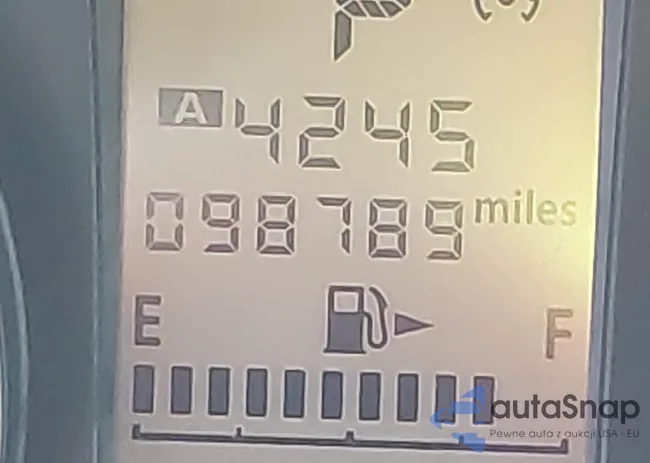 P
A 4245
098789 miles
E F
autaSnap
Pewne auta z aukcji USA · EU